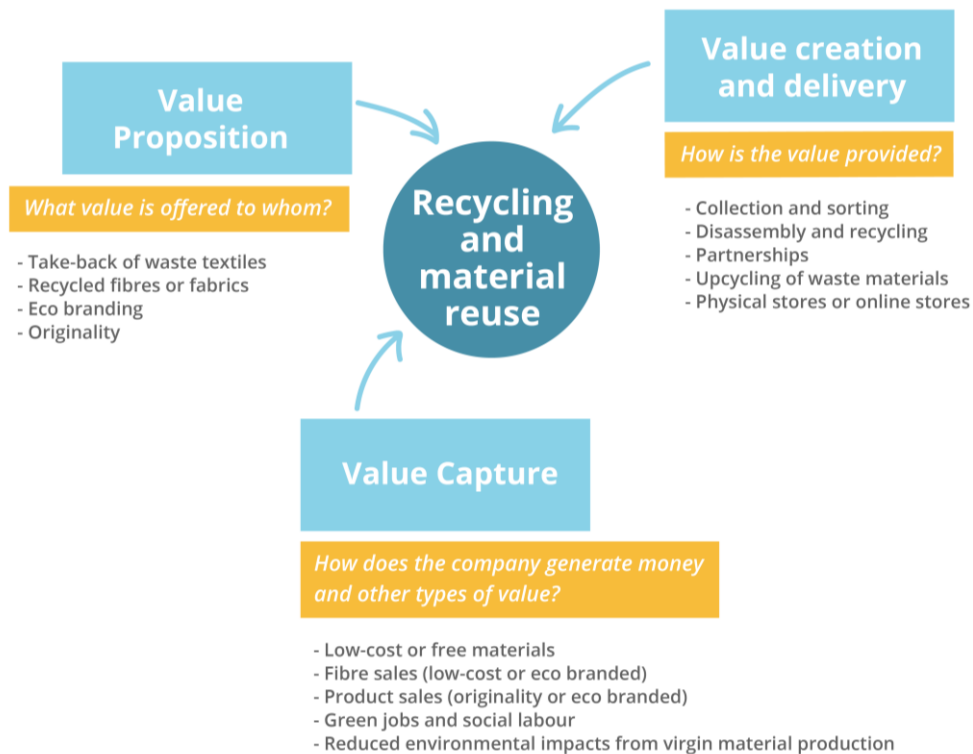 Value
Proposition
What value is offered to whom?
- Take-back of waste textiles
- Recycled fibres or fabrics
- Eco branding
- Originality
Recycling
and
material
reuse
Value creation
and delivery
How is the value provided?
- Collection and sorting
- Disassembly and recycling
- Partnerships
- Upcycling of waste materials
- Physical stores or online stores
Value Capture
How does the company generate money
and other types of value?
- Low-cost or free materials
- Fibre sales (low-cost or eco branded)
- Product sales (originality or eco branded)
- Green jobs and social labour
- Reduced environmental impacts from virgin material production